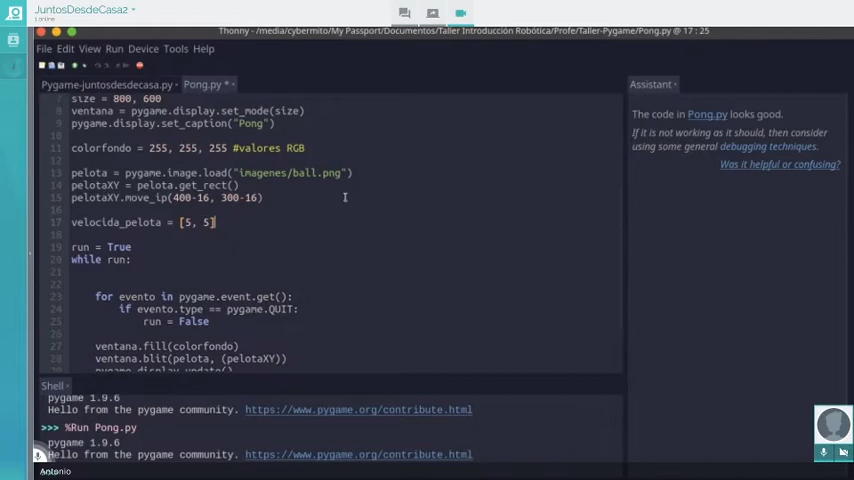 JuntosDesdeCasa2
1 online
Thonny - /media/cybermito/My Passport/Documentos/Taller Introducción Robótica/Profe/Taller-Pygame/Pong.py @ 17 : 25
File Edit View Run Device Tools Help
Pygame-juntosdesdecasa.py
Pong.py *
Assistant
7 size = 800, 600
8 ventana = pygame.display.set_mode(size)
9 pygame.display.set_caption("Pong")
10
11 colorfondo = 255, 255, 255 #valores RGB
12
13 pelota = pygame.image.load("imagenes/ball.png")
14 pelotaXY = pelota.get_rect()
15 pelotaXY.move_ip(400-16, 300-16)
16
17 velocida_pelota = [5, 5]
18
19 run = True
20 while run:
21
22
23 for evento in pygame.event.get():
24 if evento.type == pygame.QUIT:
25 run = False
26
27 ventana.fill(colorfondo)
28 ventana.blit(pelota, (pelotaXY))
29 pygame.display.update()
The code in Pong.py looks good.
If it is not working as it should, then consider
using some general debugging techniques.
Was it helpful or confusing?
Shell
pygame 1.9.6
Hello from the pygame community. https://www.pygame.org/contribute.html
>>> %Run Pong.py
pygame 1.9.6
Hello from the pygame community. https://www.pygame.org/contribute.html
Antonio